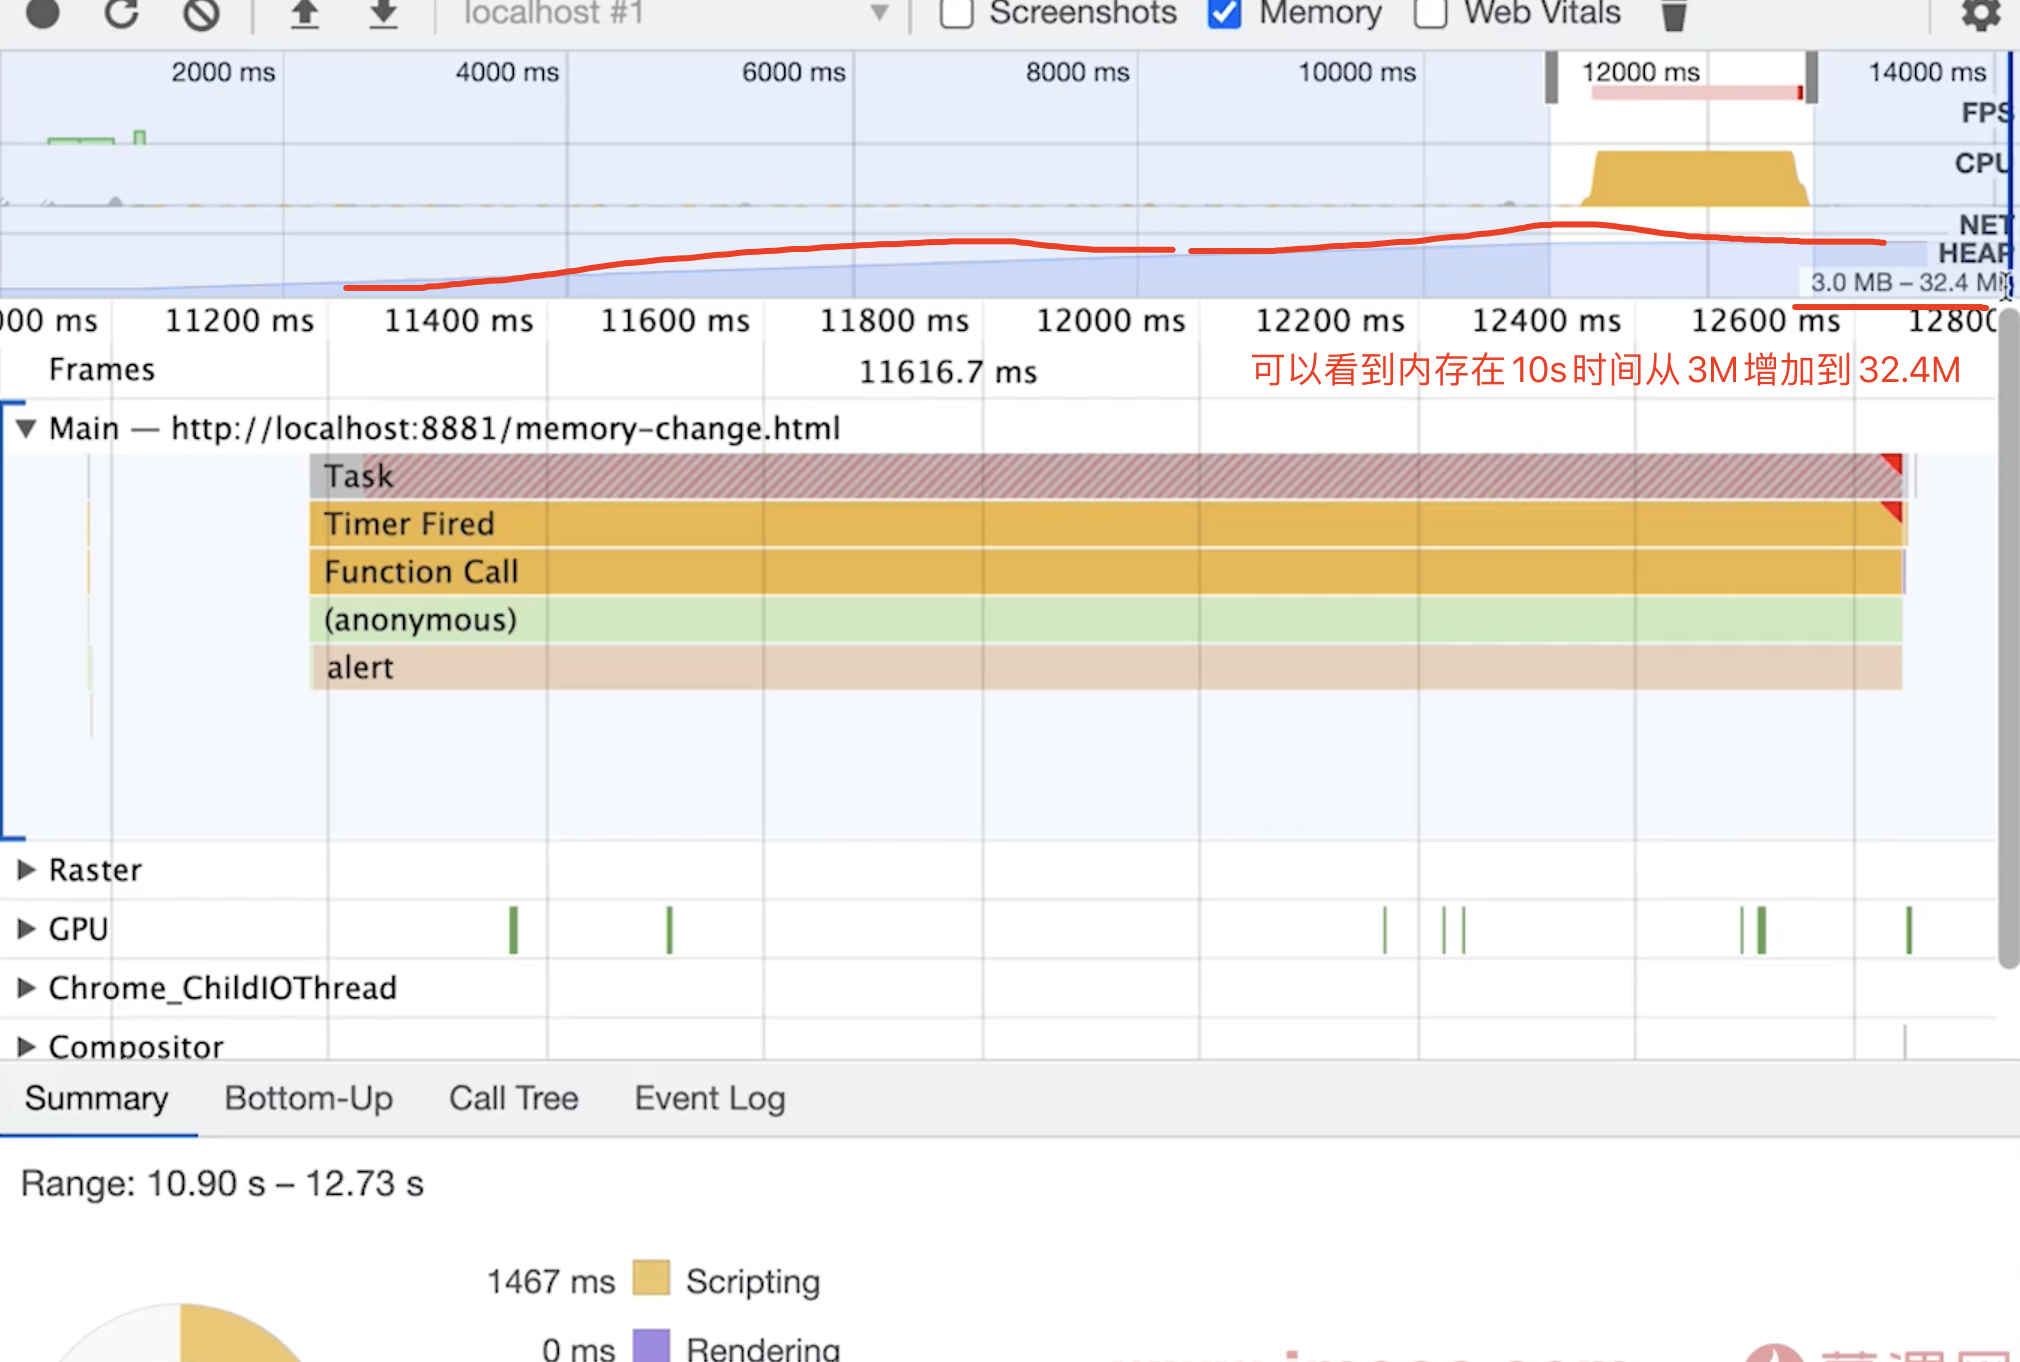 localhost #1 Screenshots Memory Web Vitals
2000 ms 4000 ms 6000 ms 8000 ms 10000 ms 12000 ms 14000 ms
FPS
CPU
NET
HEAP
3.0 MB – 32.4 M
000 ms 11200 ms 11400 ms 11600 ms 11800 ms 12000 ms 12200 ms 12400 ms 12600 ms 12800
Frames 11616.7 ms 可以看到内存在10s时间从3M增加到32.4M
Main — http://localhost:8881/memory-change.html
Task
Timer Fired
Function Call
(anonymous)
alert
Raster
GPU
Chrome_ChildIOThread
Compositor
Summary Bottom-Up Call Tree Event Log
Range: 10.90 s – 12.73 s
1467 ms Scripting
0 ms Rendering